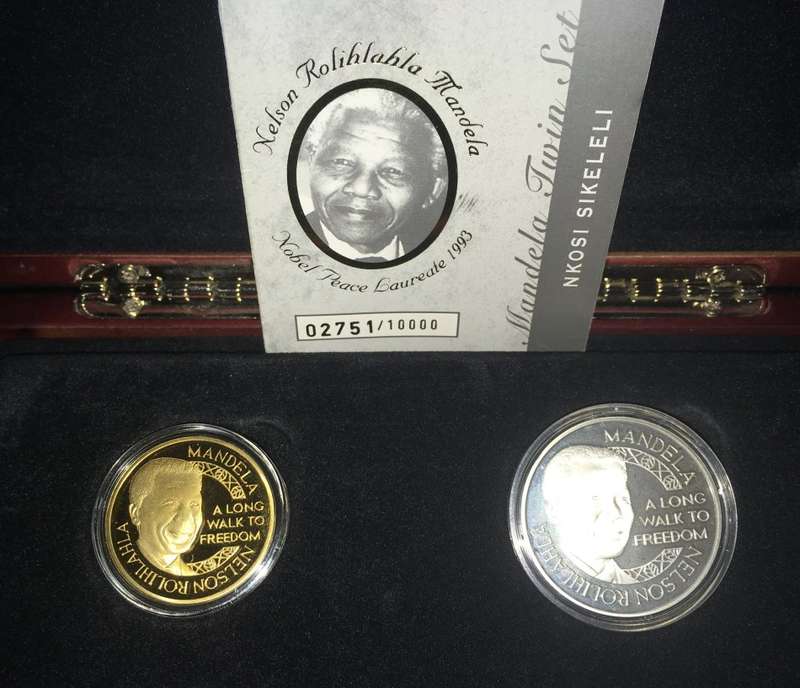 Nelson Rolihlahla Mandela
Nobel Peace Laureate 1993
02751/10000
Mandela Twin Set
NKOSI SIKELELI
MANDELA
A LONG
WALK TO
FREEDOM
NELSON ROLIHLAHLA
MANDELA
A LONG
WALK TO
FREEDOM
NELSON ROLIHLAHLA